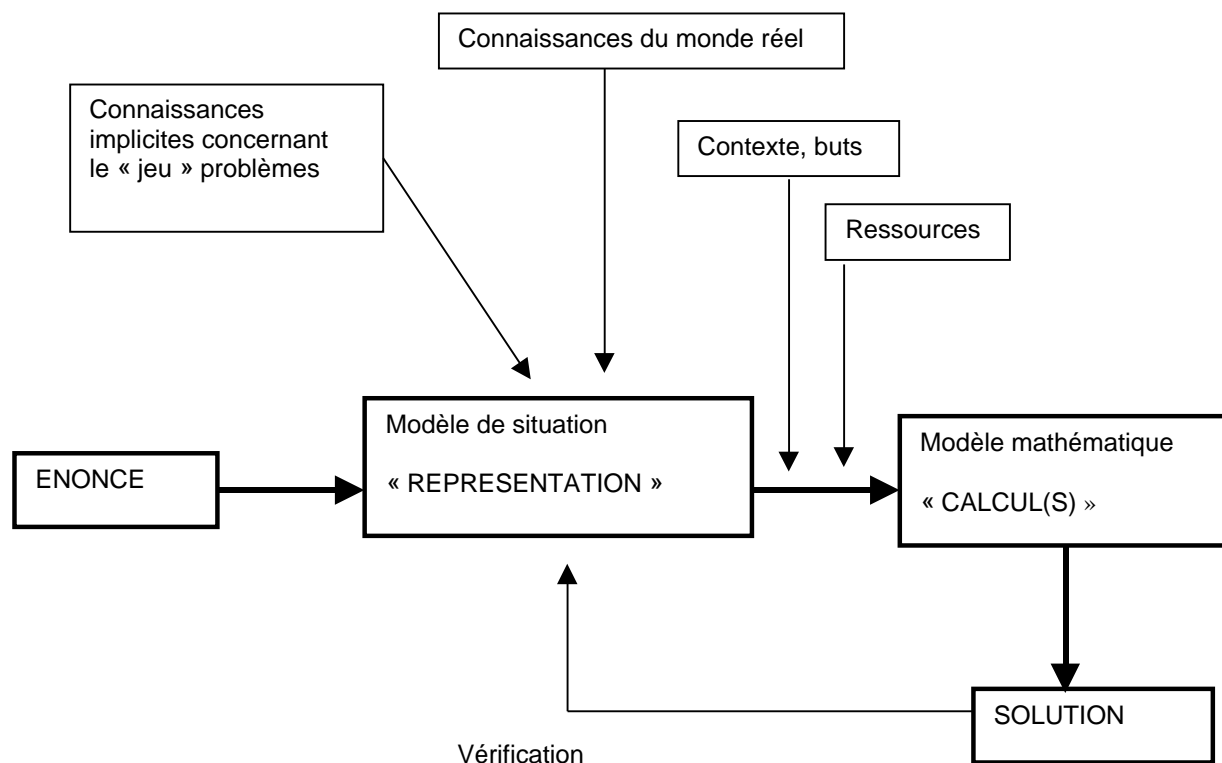 Connaissances du monde réel
Connaissances
implicites concernant
le « jeu » problèmes
Contexte, buts
Ressources
ENONCE
Modèle de situation
« REPRESENTATION »
Modèle mathématique
« CALCUL(S) »
SOLUTION
Vérification